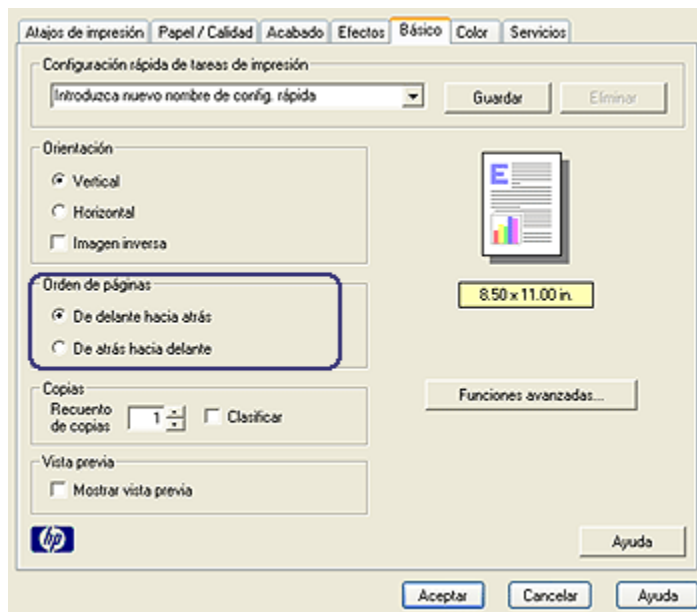 Atajos de impresión Papel / Calidad Acabado Efectos Básico Color Servicios
Configuración rápida de tareas de impresión
Introduzca nuevo nombre de config. rápida Guardar Eliminar
Orientación
Vertical
Horizontal
Imagen inversa
E
8.50 x 11.00 in.
Orden de páginas
De delante hacia atrás
De atrás hacia delante
Funciones avanzadas...
Copias
Recuento
de copias 1 Clasificar
Vista previa
Mostrar vista previa
hp
Ayuda
Aceptar Cancelar Ayuda